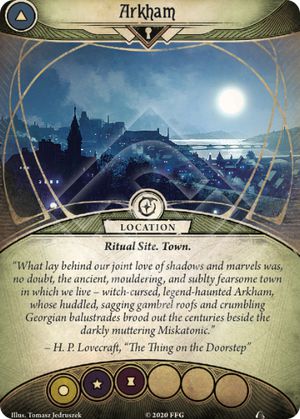 Arkham
LOCATION
Ritual Site. Town.
"What lay behind our joint love of shadows and marvels was,
no doubt, the ancient, mouldering, and subtly fearsome town
in which we live – witch-cursed, legend-haunted Arkham,
whose huddled, sagging gambrel roofs and crumbling
Georgian balustrades brood out the centuries beside the
darkly muttering Miskatonic."
– H. P. Lovecraft, "The Thing on the Doorstep"
Illus. Tomasz Jedruszek
© 2020 FFG